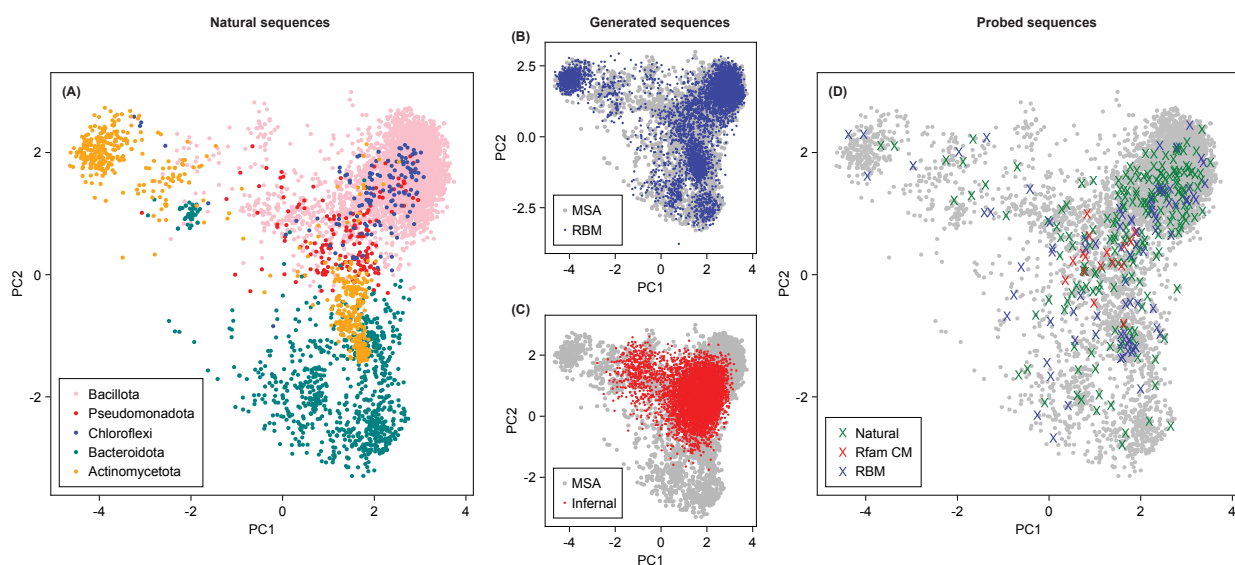 Natural sequences
Generated sequences
Probed sequences
(A)
2
0
-2
PC2
-4
-2
0
2
4
PC1
Bacillota
Pseudomonadota
Chloroflexi
Bacteroidota
Actinomycetota
(B)
2.5
0.0
-2.5
PC2
-4
-2
0
2
4
PC1
MSA
RBM
(C)
2
0
-2
PC2
-4
-2
0
2
4
PC1
MSA
Infernal
(D)
2
0
-2
PC2
-4
-2
0
2
4
PC1
X Natural
X Rfam CM
X RBM